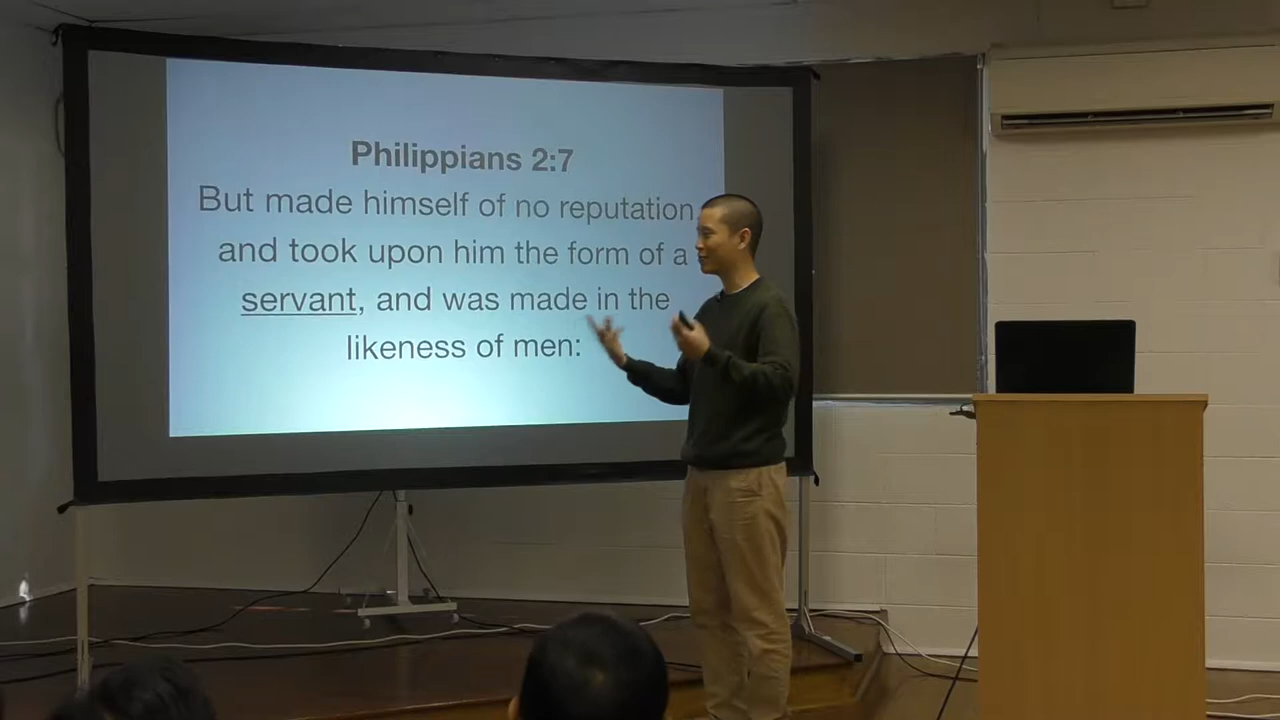 Philippians 2:7
But made himself of no reputation,
and took upon him the form of a
servant, and was made in the
likeness of men: